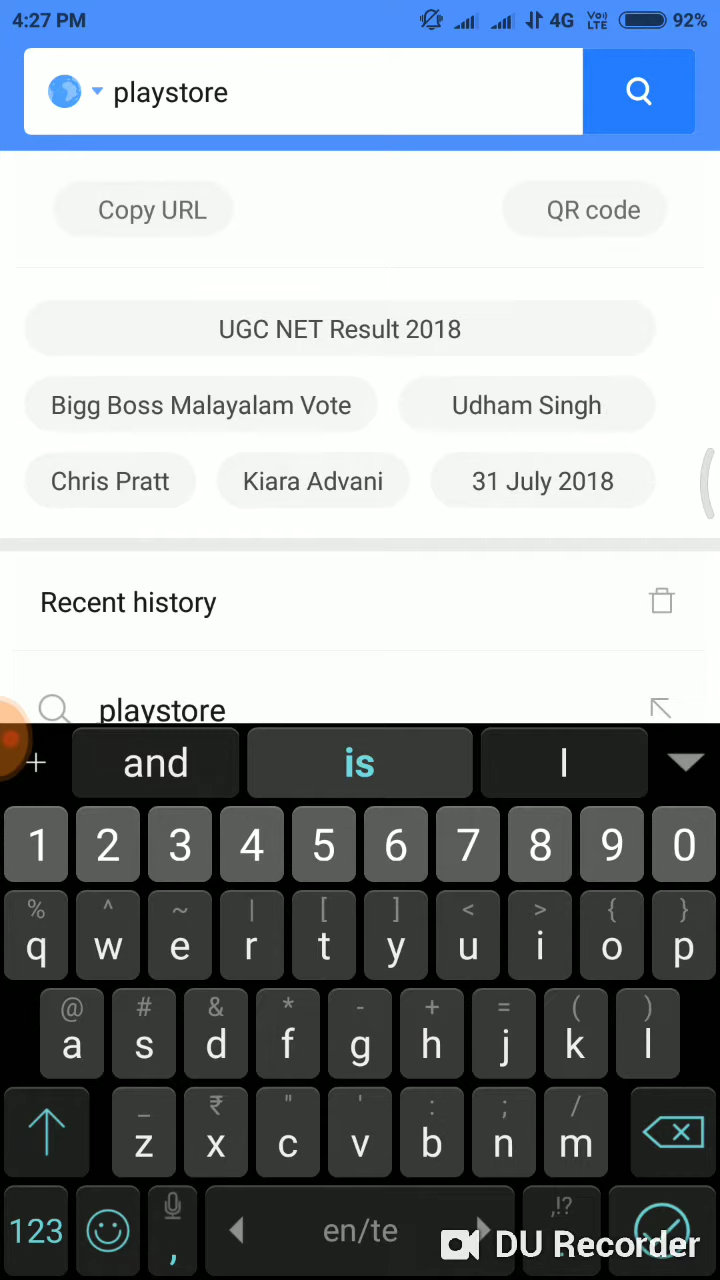 4:27 PM 4G Vo) LTE 92%
playstore
Copy URL QR code
UGC NET Result 2018
Bigg Boss Malayalam Vote Udham Singh
Chris Pratt Kiara Advani 31 July 2018
Recent history
playstore
+ and is I
1 2 3 4 5 6 7 8 9 0
% ^ ~ | [ ] < > { }
q w e r t y u i o p
@ # & * - + = ( )
a s d f g h j k l
_ ₹ " ' : ; /
z x c v b n m
,!?
123 , en/te .
DU Recorder